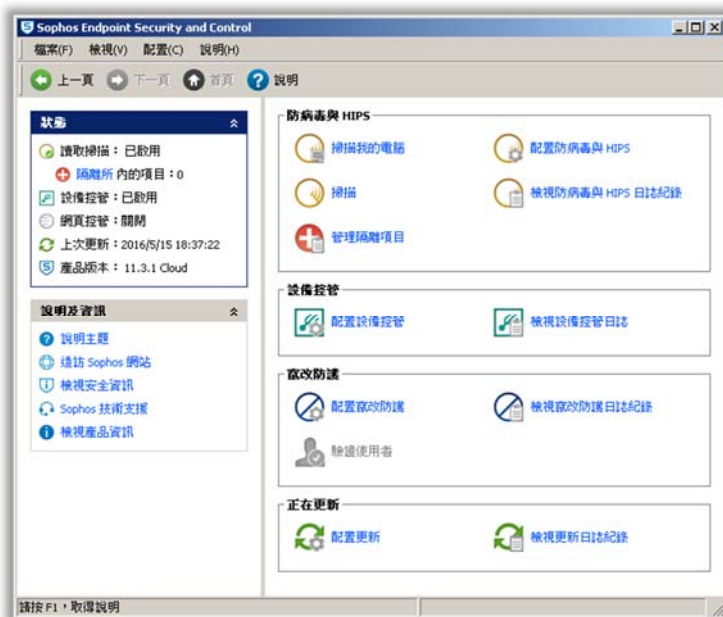 Sophos Endpoint Security and Control
檔案(F) 檢視(V) 配置(C) 說明(H)
上一頁 下一頁 首頁 說明
狀態
讀取掃描： 已啟用
隔離所 內的項目：0
設備控管：已啟用
網頁控管：關閉
上次更新：2016/5/15 18:37:22
產品版本： 11.3.1 Cloud
說明及資訊
說明主題
造訪 Sophos 網站
檢視安全資訊
Sophos 技術支援
檢視產品資訊
防病毒與 HIPS
掃描我的電腦 配置防病毒與 HIPS
掃描 檢視防病毒與 HIPS 日誌紀錄
管理隔離項目
設備控管
配置設備控管 檢視設備控管日誌
竄改防護
配置竄改防護 檢視竄改防護日誌紀錄
驗證使用者
正在更新
配置更新 檢視更新日誌紀錄
請按 F1，取得說明